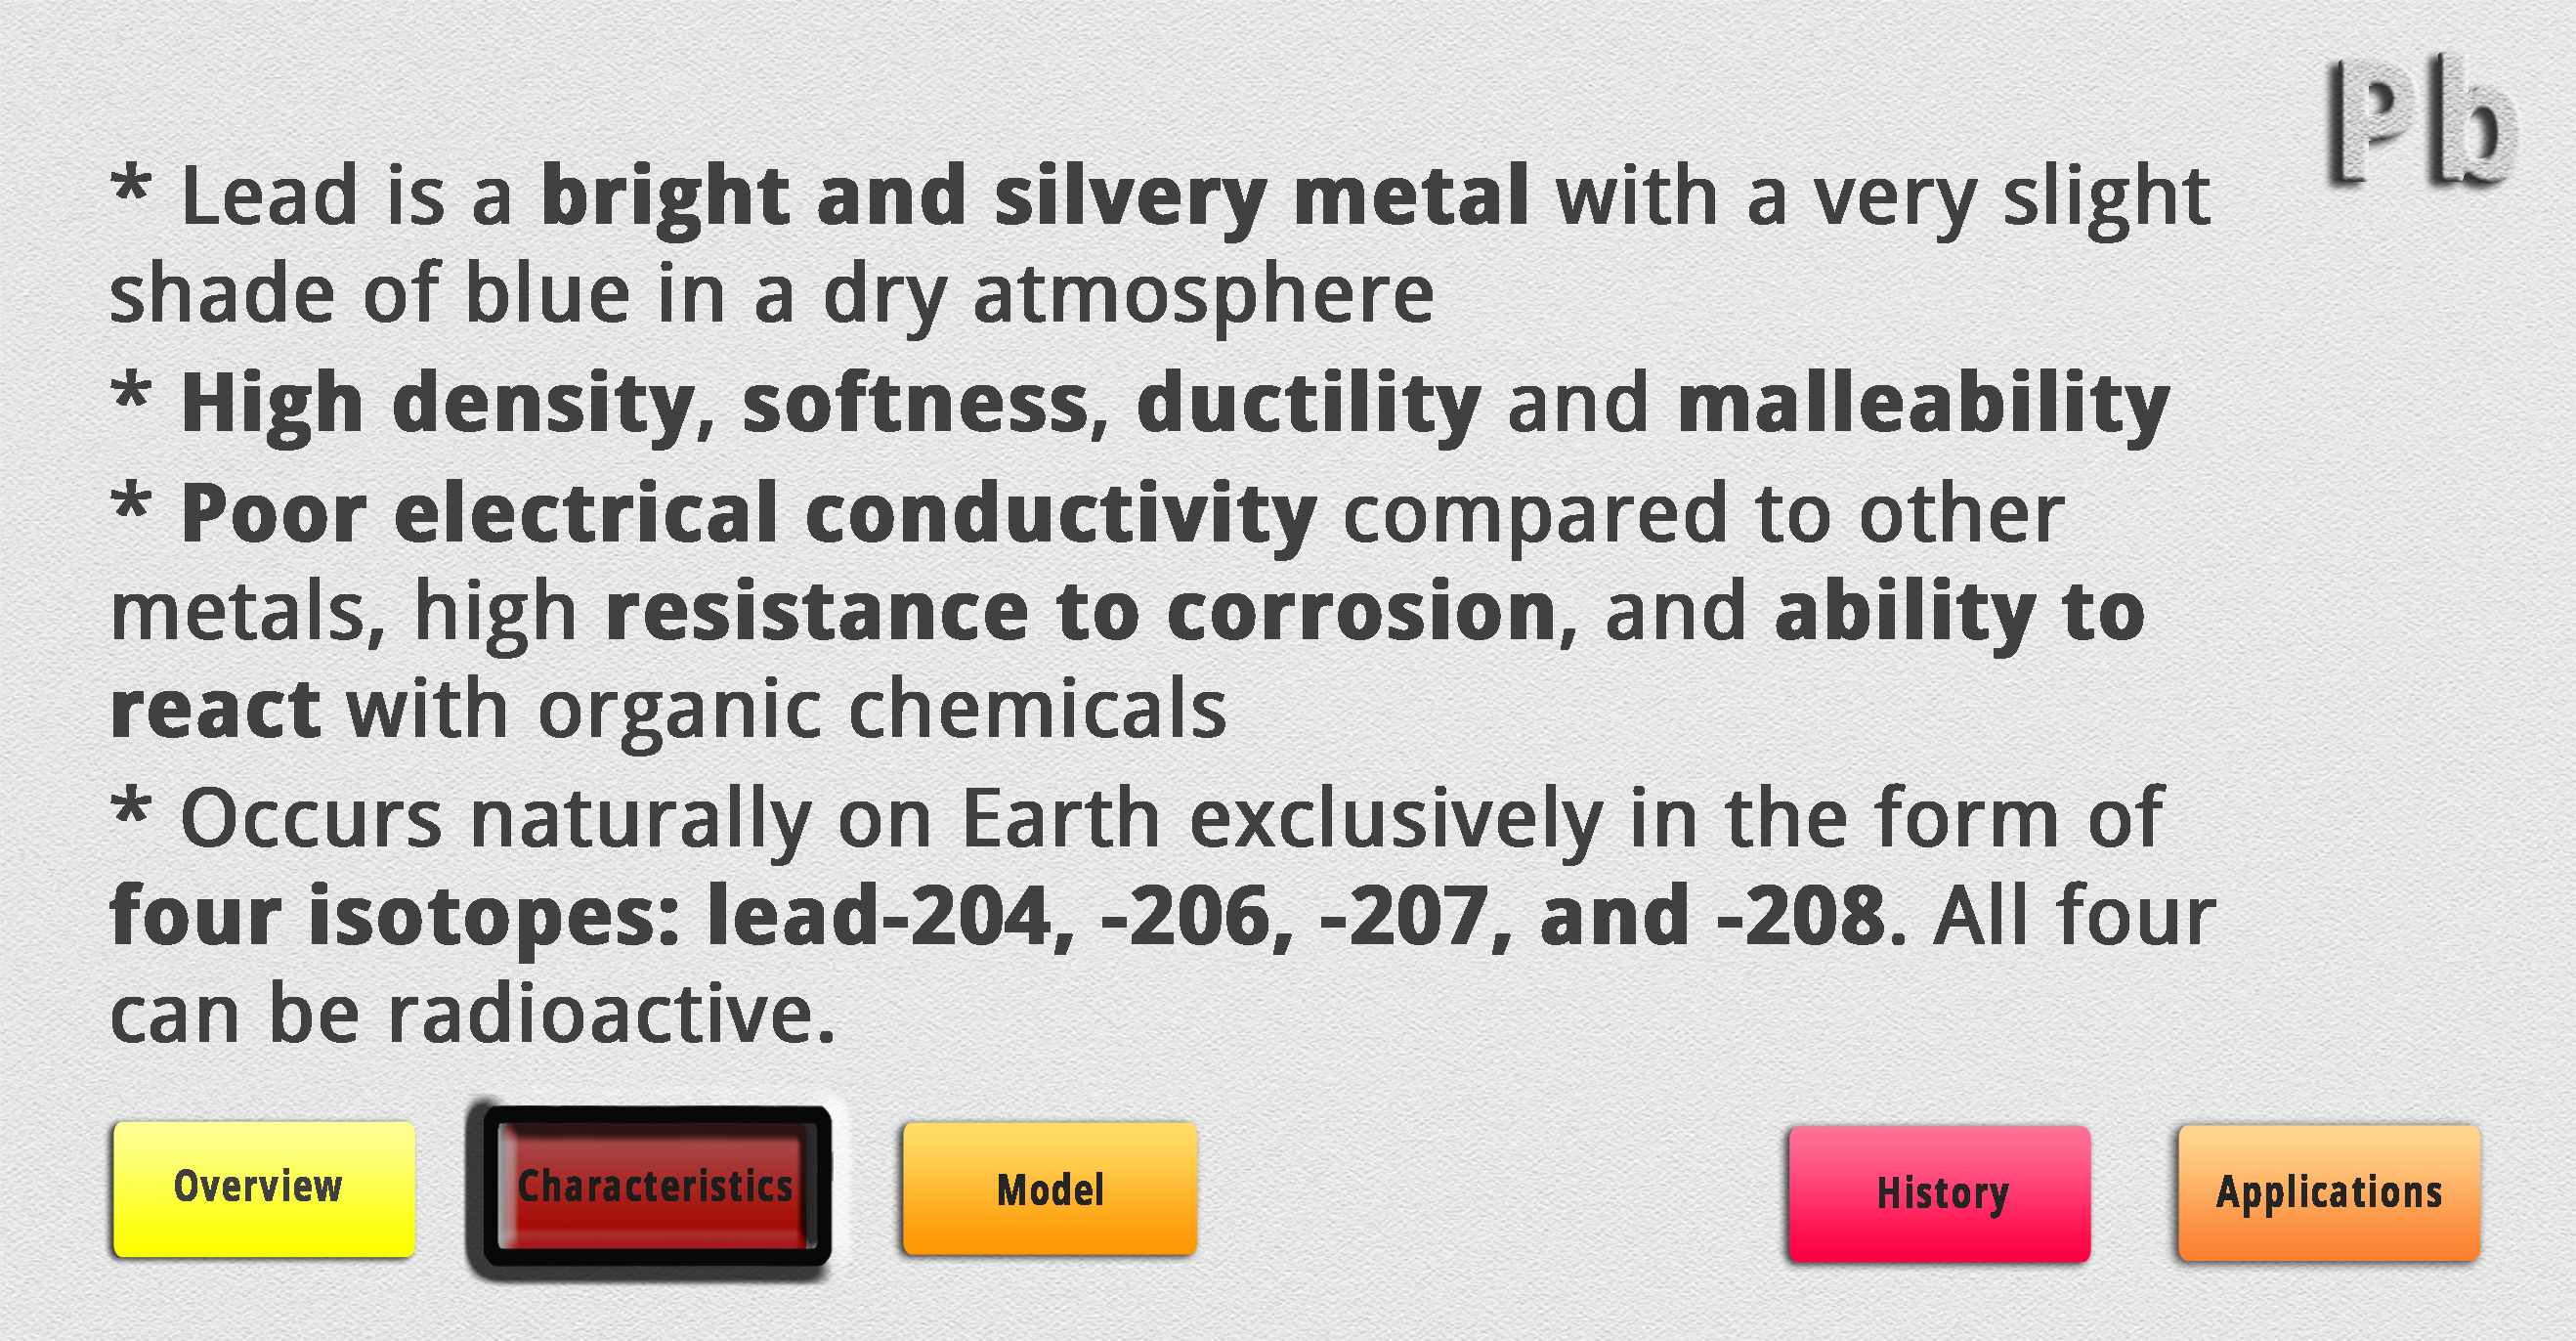 Pb
* Lead is a bright and silvery metal with a very slight
shade of blue in a dry atmosphere
* High density, softness, ductility and malleability
* Poor electrical conductivity compared to other
metals, high resistance to corrosion, and ability to
react with organic chemicals
* Occurs naturally on Earth exclusively in the form of
four isotopes: lead-204, -206, -207, and -208. All four
can be radioactive.
Overview Characteristics Model History Applications